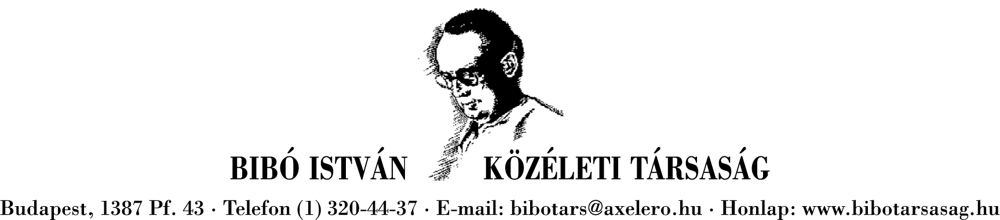 BIBÓ ISTVÁN KÖZÉLETI TÁRSASÁG
Budapest, 1387 Pf. 43 · Telefon (1) 320-44-37 · E-mail: bibotars@axelero.hu · Honlap: www.bibotarsasag.hu